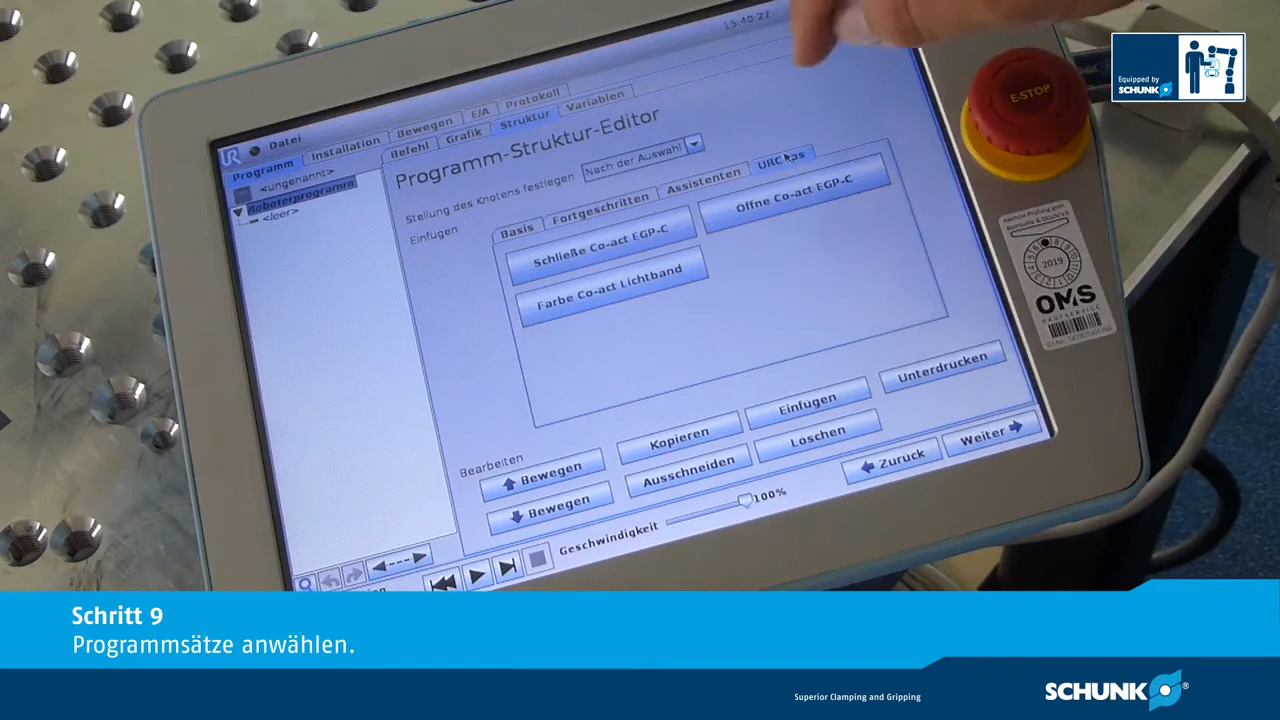 15:40:27
Datei
Programm
Installation
Bewegen
E/A
Protokoll
<ungenannt>
Roboterprogramm
<leer>
Befehl
Grafik
Struktur
Variablen
Programm-Struktur-Editor
Stellung des Knotens festlegen
Nach der Auswahl
Einfügen
Basis
Fortgeschritten
Assistenten
Schließe Co-act EGP-C
Öffne Co-act EGP-C
Farbe Co-act Lichtband
Bearbeiten
Bewegen
Kopieren
Einfügen
Unterdrücken
Bewegen
Ausschneiden
Löschen
Geschwindigkeit
100%
Zurück
Weiter
E-STOP
2019
OMS
PRÜFSERVICE
Equipped by
SCHUNK
Schritt 9
Programmsätze anwählen.
Superior Clamping and Gripping
SCHUNK ®